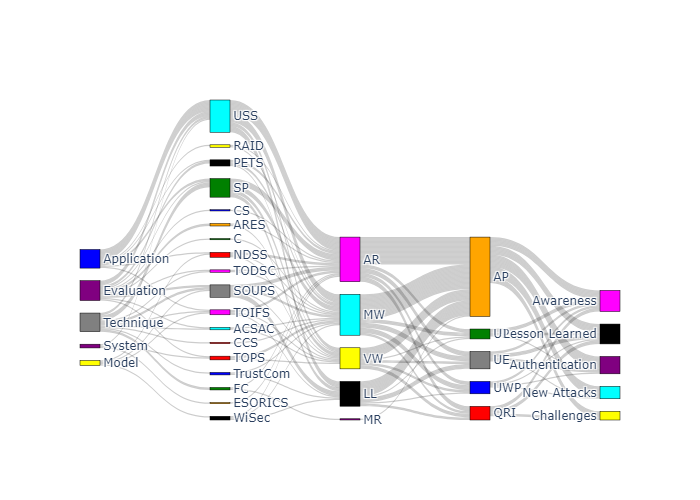 USS
RAID
PETS
SP
CS
ARES
C
NDSS
TODSC
SOUPS
TOIFS
ACSAC
CCS
TOPS
TrustCom
FC
ESORICS
WiSec
Application
Evaluation
Technique
System
Model
AR
MW
VW
LL
MR
AP
UE
UWP
QRI
Awareness
Lesson Learned
Authentication
New Attacks
Challenges